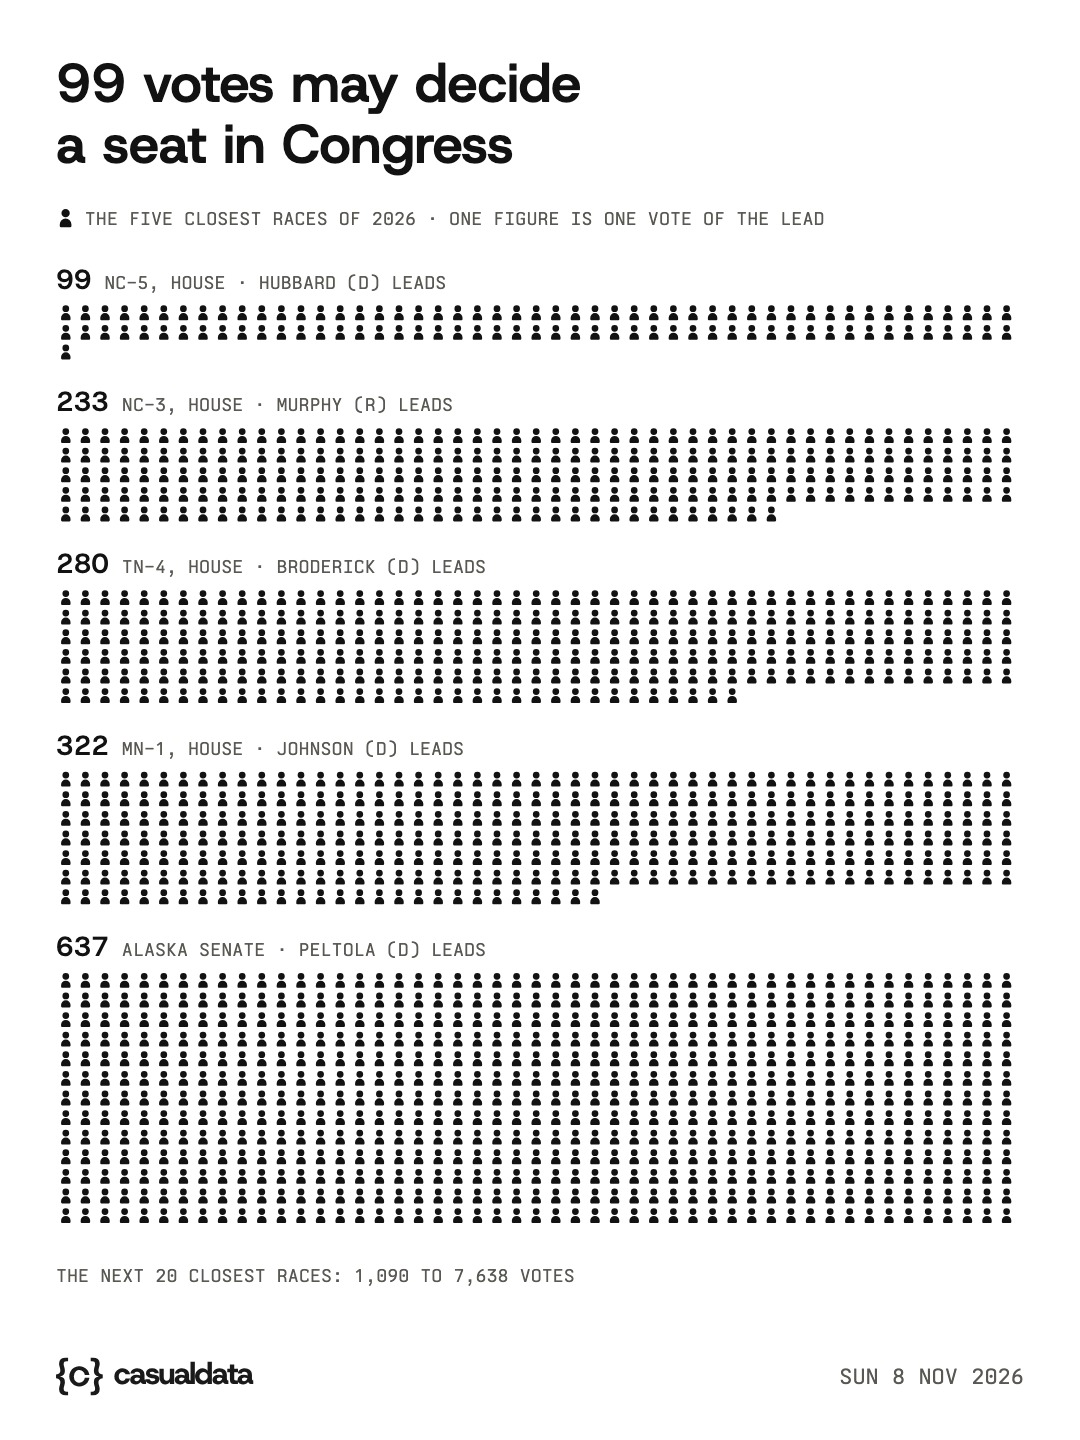 99 votes may decide
a seat in Congress
THE FIVE CLOSEST RACES OF 2026 · ONE FIGURE IS ONE VOTE OF THE LEAD
99 NC-5, HOUSE · HUBBARD (D) LEADS
233 NC-3, HOUSE · MURPHY (R) LEADS
280 TN-4, HOUSE · BRODERICK (D) LEADS
322 MN-1, HOUSE · JOHNSON (D) LEADS
637 ALASKA SENATE · PELTOLA (D) LEADS
THE NEXT 20 CLOSEST RACES: 1,090 TO 7,638 VOTES
{c} casualdata
SUN 8 NOV 2026